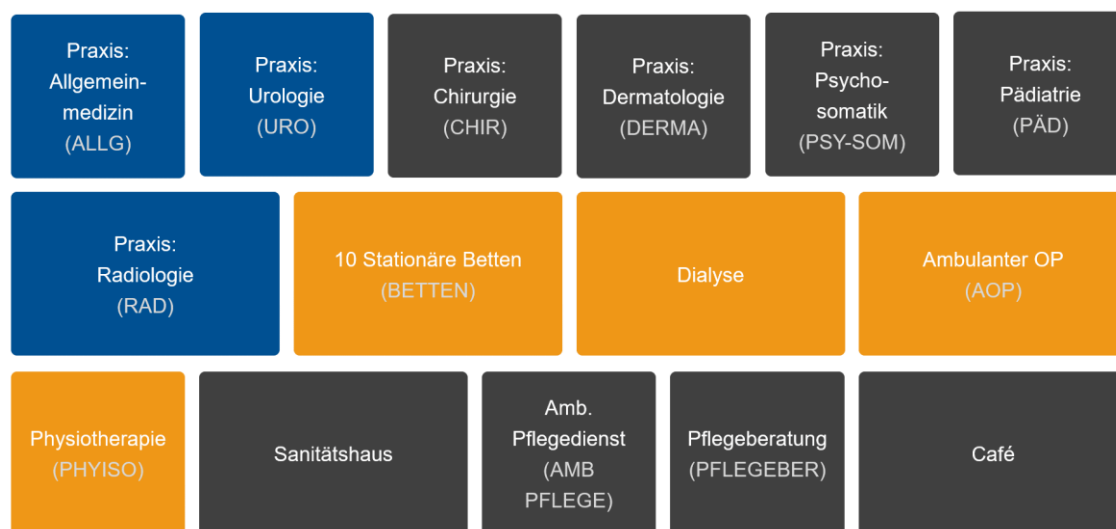 Praxis:
Allgemein-
medizin
(ALLG)
Praxis:
Urologie
(URO)
Praxis:
Chirurgie
(CHIR)
Praxis:
Dermatologie
(DERMA)
Praxis:
Psycho-
somatik
(PSY-SOM)
Praxis:
Pädiatrie
(PÄD)
Praxis:
Radiologie
(RAD)
10 Stationäre Betten
(BETTEN)
Dialyse
Ambulanter OP
(AOP)
Physiotherapie
(PHYISO)
Sanitätshaus
Amb.
Pflegedienst
(AMB
PFLEGE)
Pflegeberatung
(PFLEGEBER)
Café